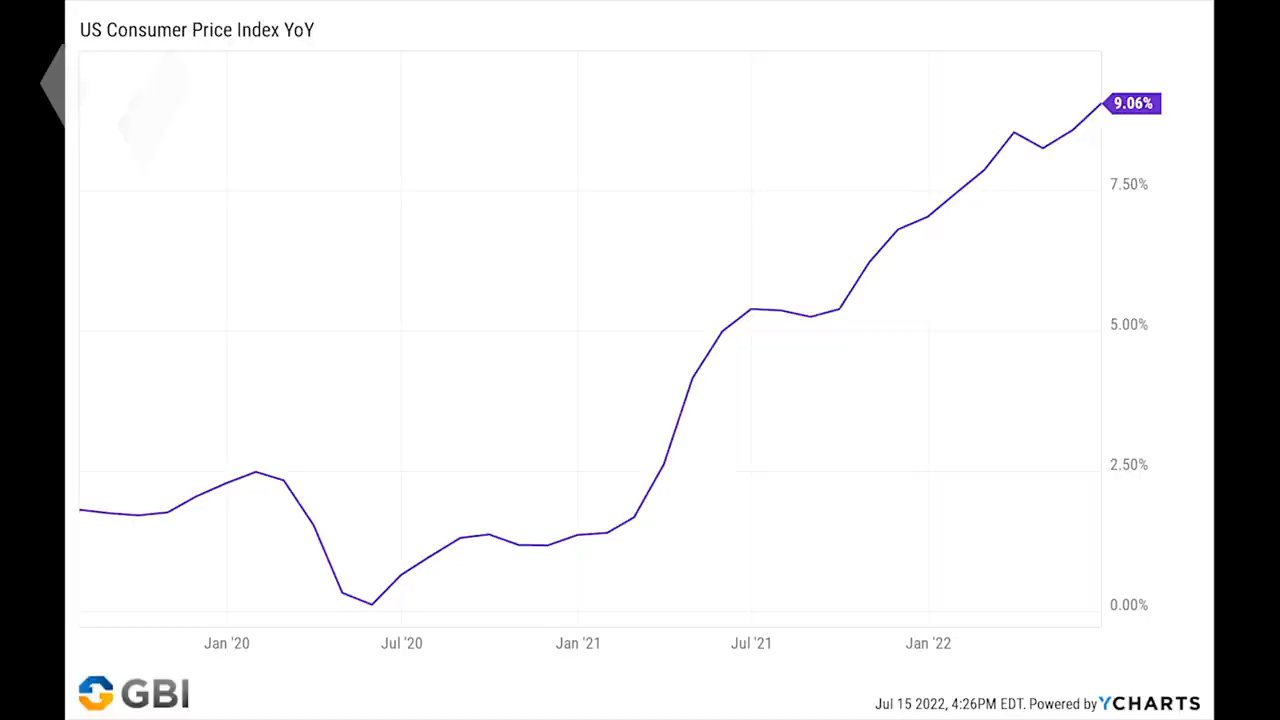 US Consumer Price Index YoY
9.06%
7.50%
5.00%
2.50%
0.00%
Jan '20 Jul '20 Jan '21 Jul '21 Jan '22
GBI
Jul 15 2022, 4:26PM EDT. Powered by YCHARTS